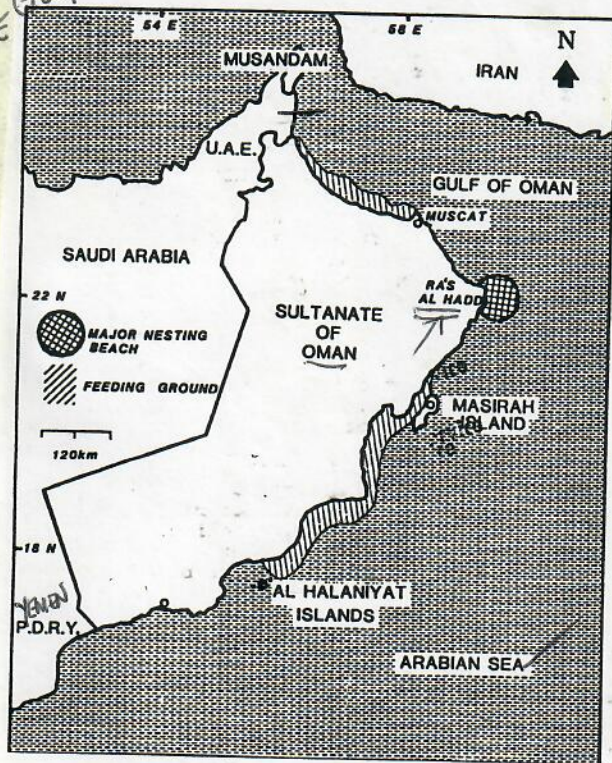 54 E
58 E
N
MUSANDAM
IRAN
U.A.E.
GULF OF OMAN
MUSCAT
SAUDI ARABIA
RA'S
AL HADD
22 N
SULTANATE
OF
OMAN
MAJOR NESTING
BEACH
FEEDING GROUND
MASIRAH
ISLAND
120km
18 N
AL HALANIYAT
ISLANDS
YEMEN
P.D.R.Y.
ARABIAN SEA